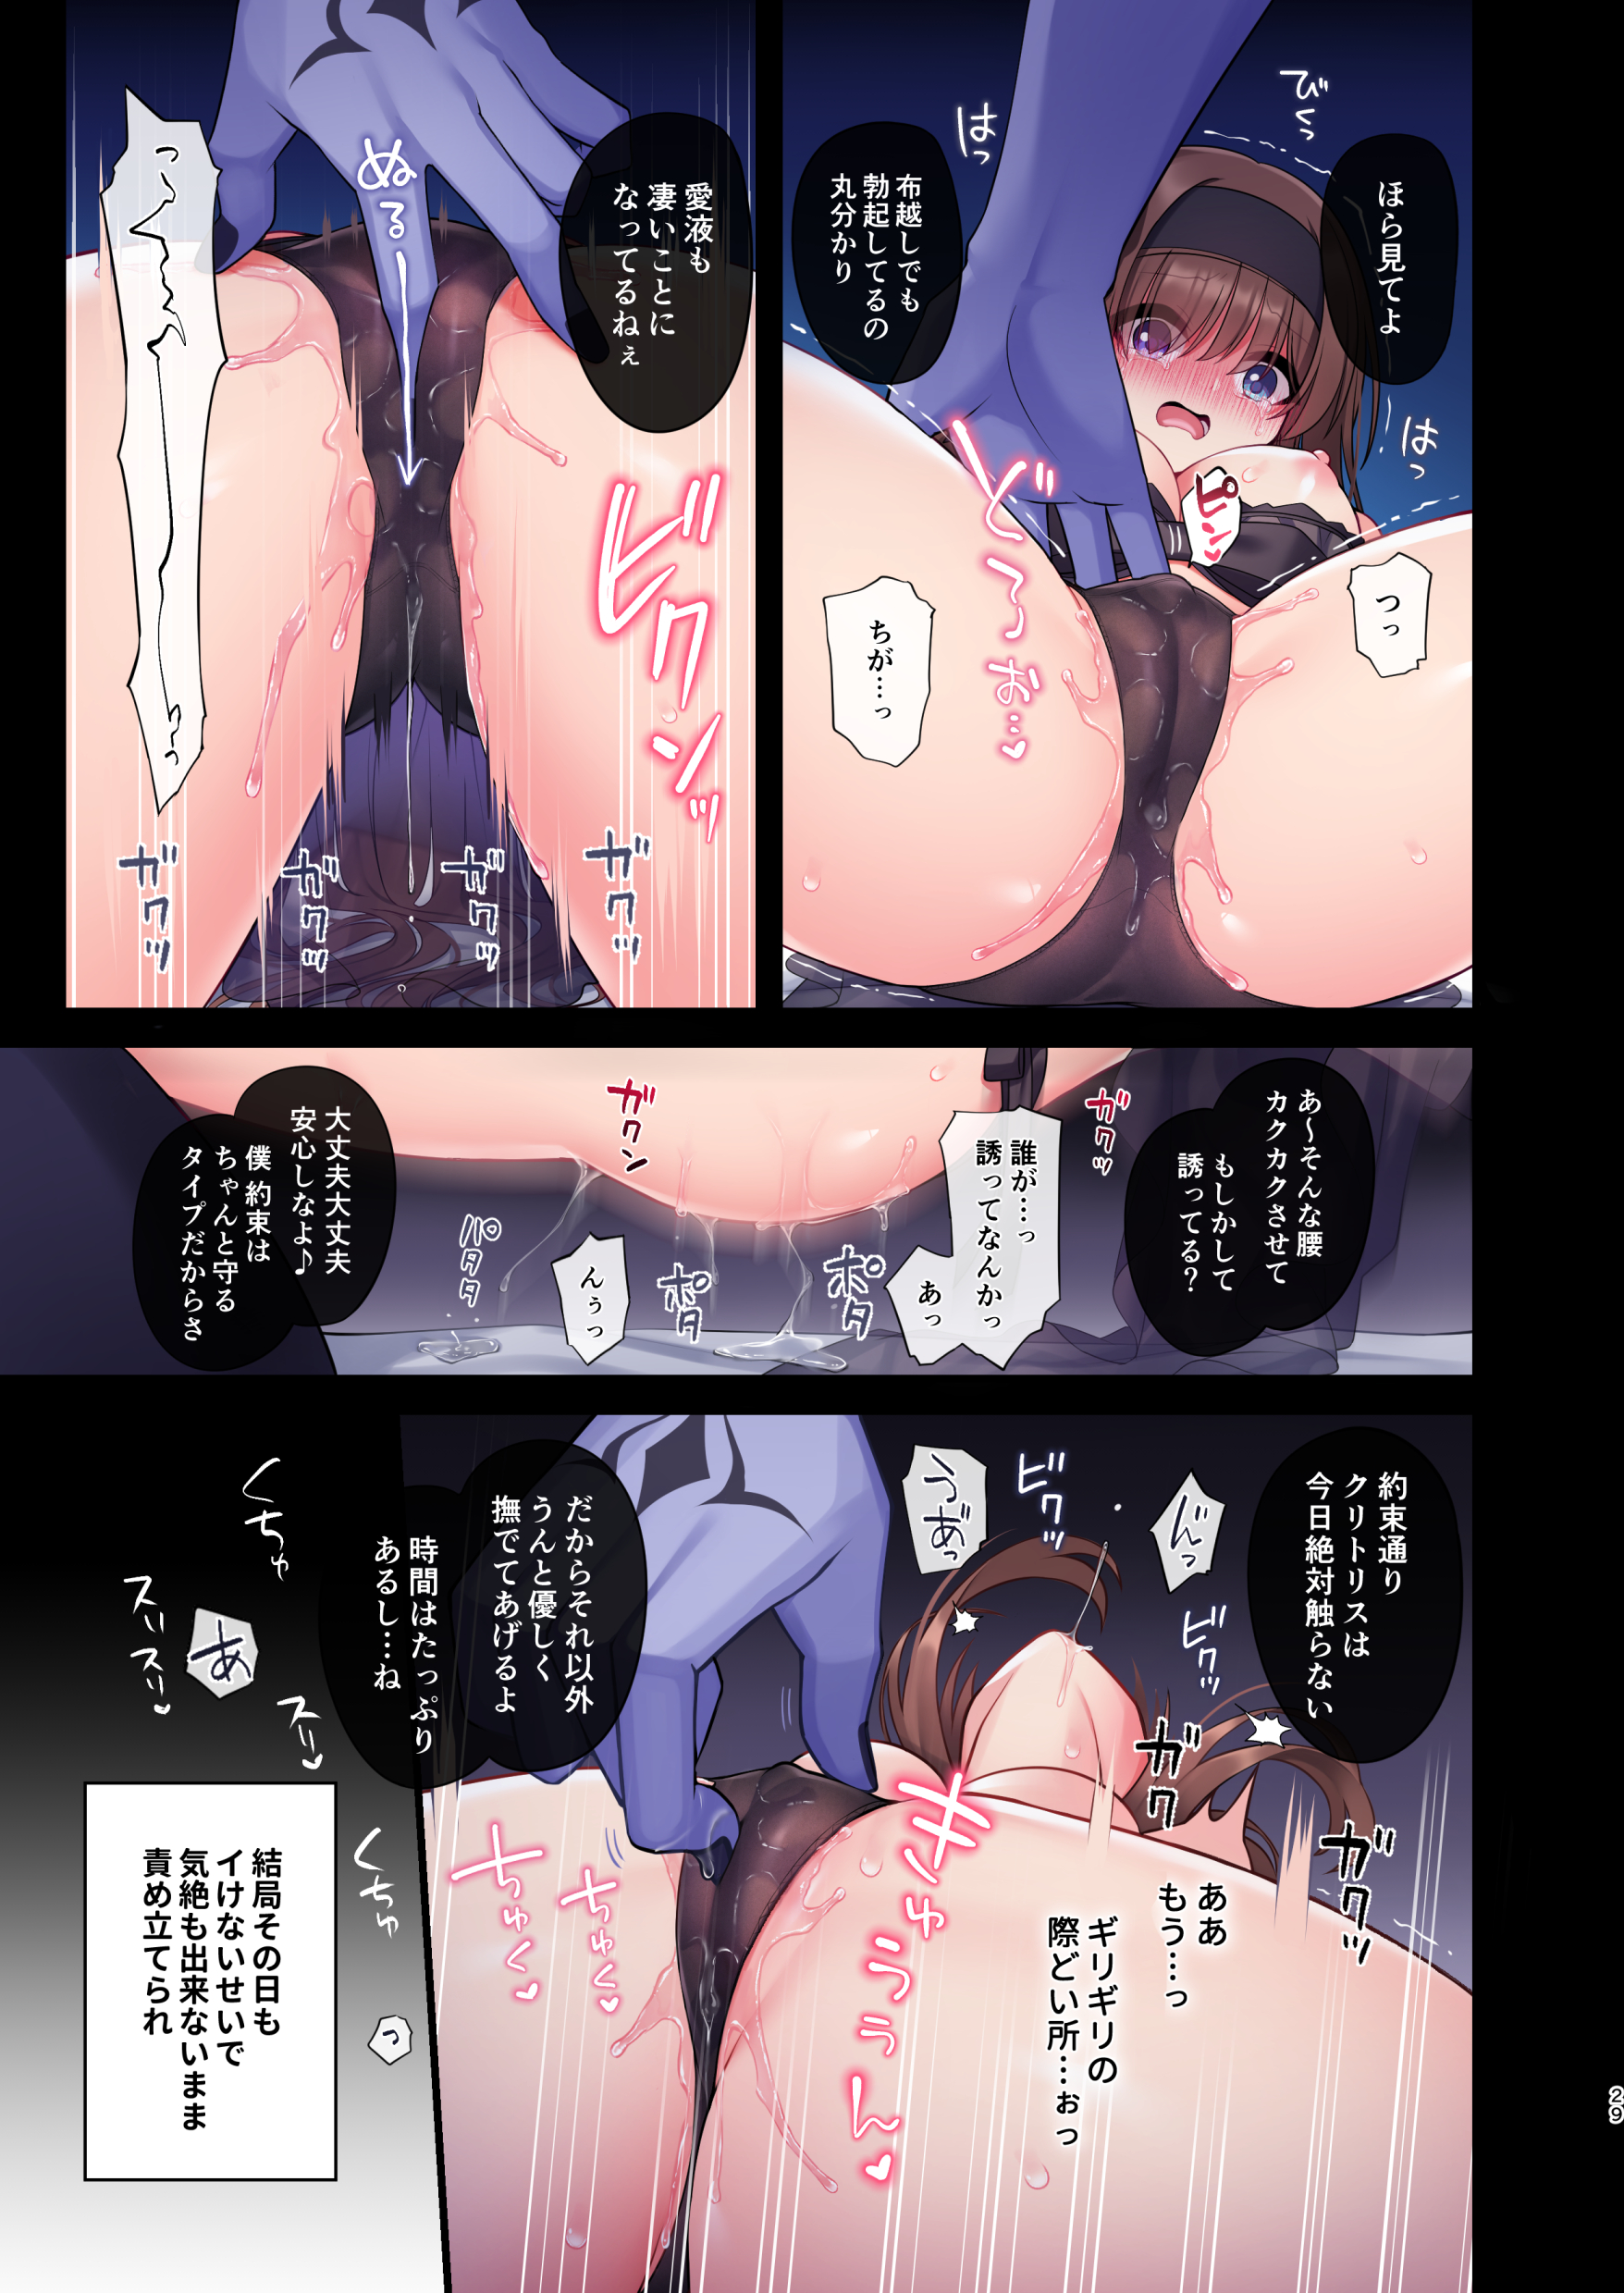 ほら見てよ
びくっ
はっ
布越しでも
勃起してるの
丸分かり
はっ
ピン
つっ
ちが…っ
愛液も
凄いことに
なってるねぇ
ぬる
ビクンッ
ガクッ
ガクッ
ガクッ
ガクッ
あ〜そんな腰
カクカクさせて
もしかして
誘ってる?
ガクッ
誰が…っ
誘ってなんかっ
あっ
ガクン
ポタ
ポタ
んぅっ
パタタ
大丈夫大丈夫
安心しなよ♪
僕 約束は
ちゃんと守る
タイプだからさ
約束通り
クリトリスは
今日絶対触らない
んっ
ビクッ
ビクッ
ガク
ガクッ
だからそれ以外
うんと優しく
撫でてあげるよ
時間はたっぷり
あるし…ね
ああ
もう…っ
ギリギリの
際どい所…ぉっ
きゅううぅん♥
ちゅく♥
ちゅく♥
くちゅ
スリスリ♥
あ
スリ♥
くちゅ
っ
結局その日も
イけないせいで
気絶も出来ないまま
責め立てられ
29